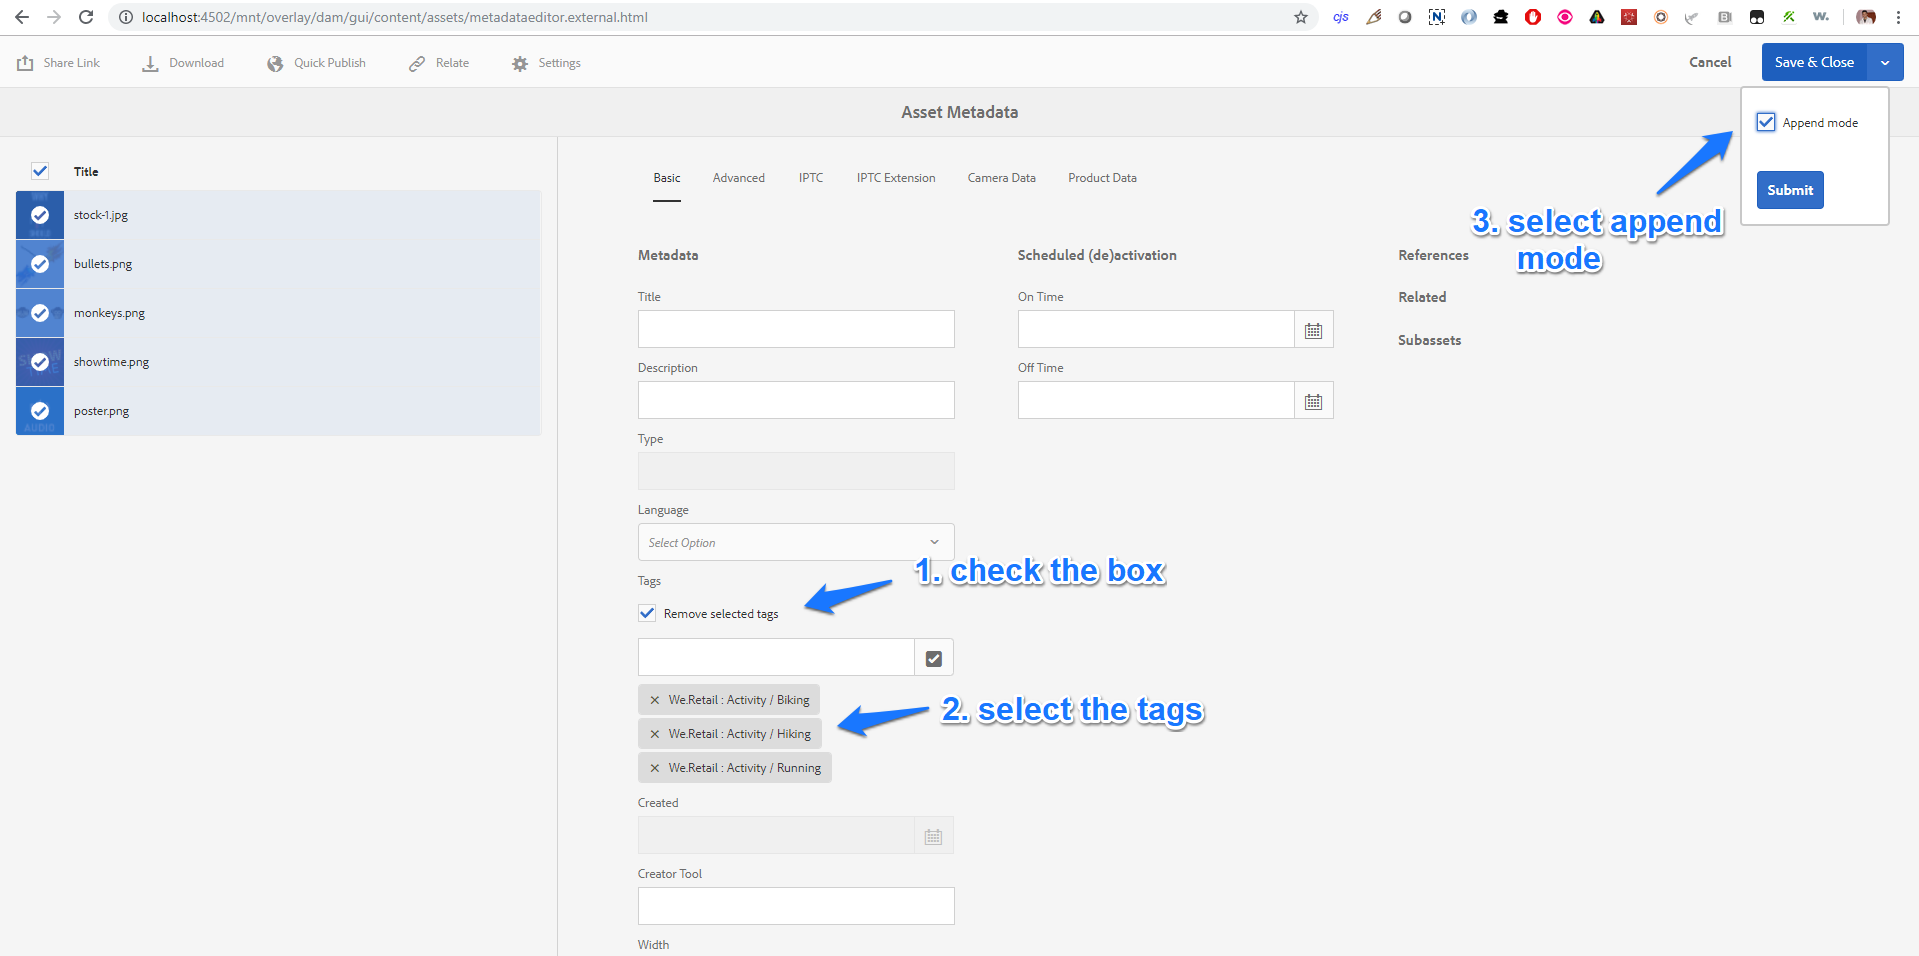 localhost:4502/mnt/overlay/dam/gui/content/assets/metadataeditor.external.html
Share Link
Download
Quick Publish
Relate
Settings
Cancel
Save & Close
Asset Metadata
Append mode
Submit
3. select append
mode
Title
stock-1.jpg
bullets.png
monkeys.png
showtime.png
poster.png
AUDIO
Basic
Advanced
IPTC
IPTC Extension
Camera Data
Product Data
Metadata
Title
Description
Type
Language
Select Option
Tags
1. check the box
Remove selected tags
We.Retail : Activity / Biking
We.Retail : Activity / Hiking
We.Retail : Activity / Running
2. select the tags
Created
Creator Tool
Width
Scheduled (de)activation
On Time
Off Time
References
Related
Subassets